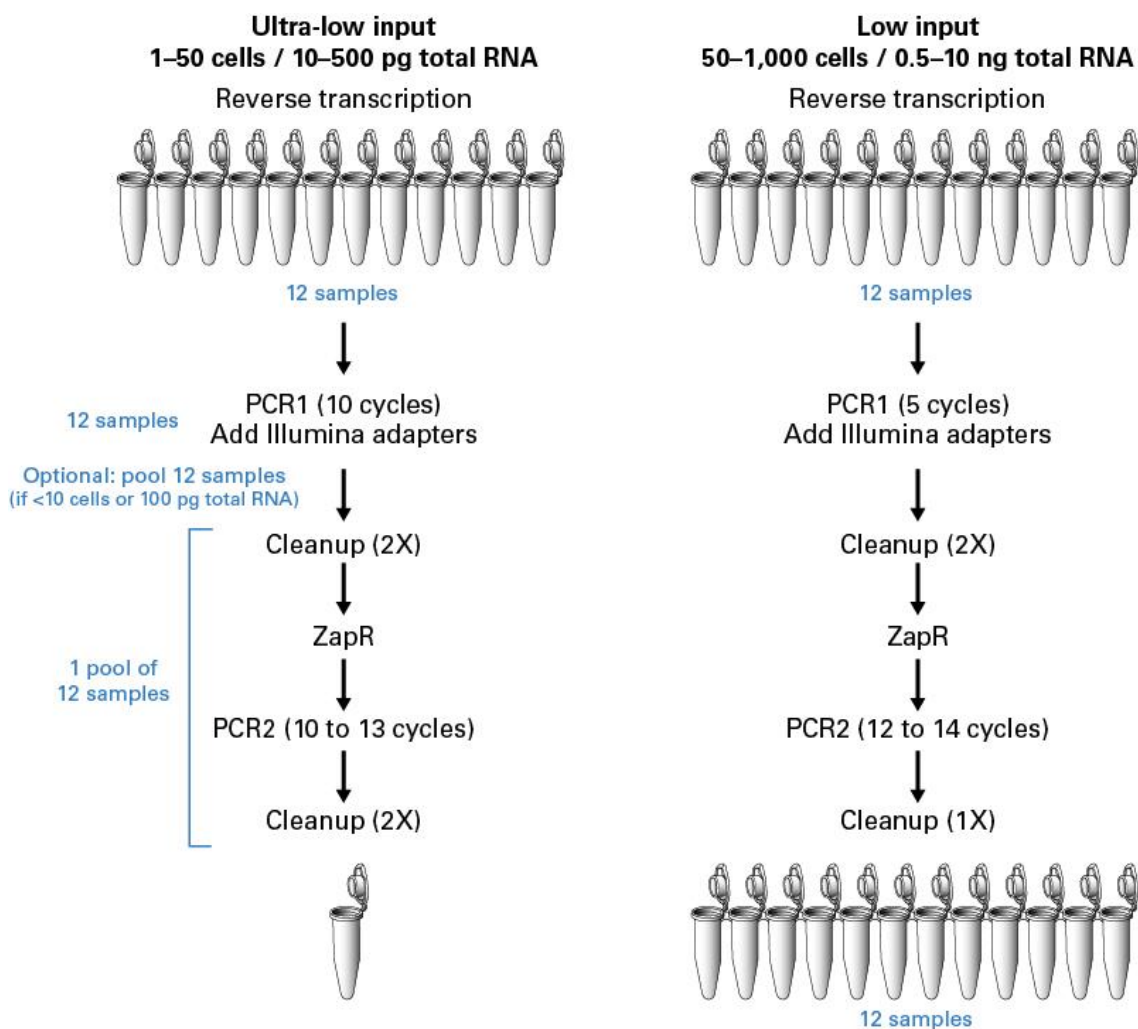 Ultra-low input
1–50 cells / 10–500 pg total RNA
Reverse transcription
12 samples
12 samples
PCR1 (10 cycles)
Add Illumina adapters
Optional: pool 12 samples
(if <10 cells or 100 pg total RNA)
Cleanup (2X)
ZapR
1 pool of
12 samples
PCR2 (10 to 13 cycles)
Cleanup (2X)
Low input
50–1,000 cells / 0.5–10 ng total RNA
Reverse transcription
12 samples
PCR1 (5 cycles)
Add Illumina adapters
Cleanup (2X)
ZapR
PCR2 (12 to 14 cycles)
Cleanup (1X)
12 samples